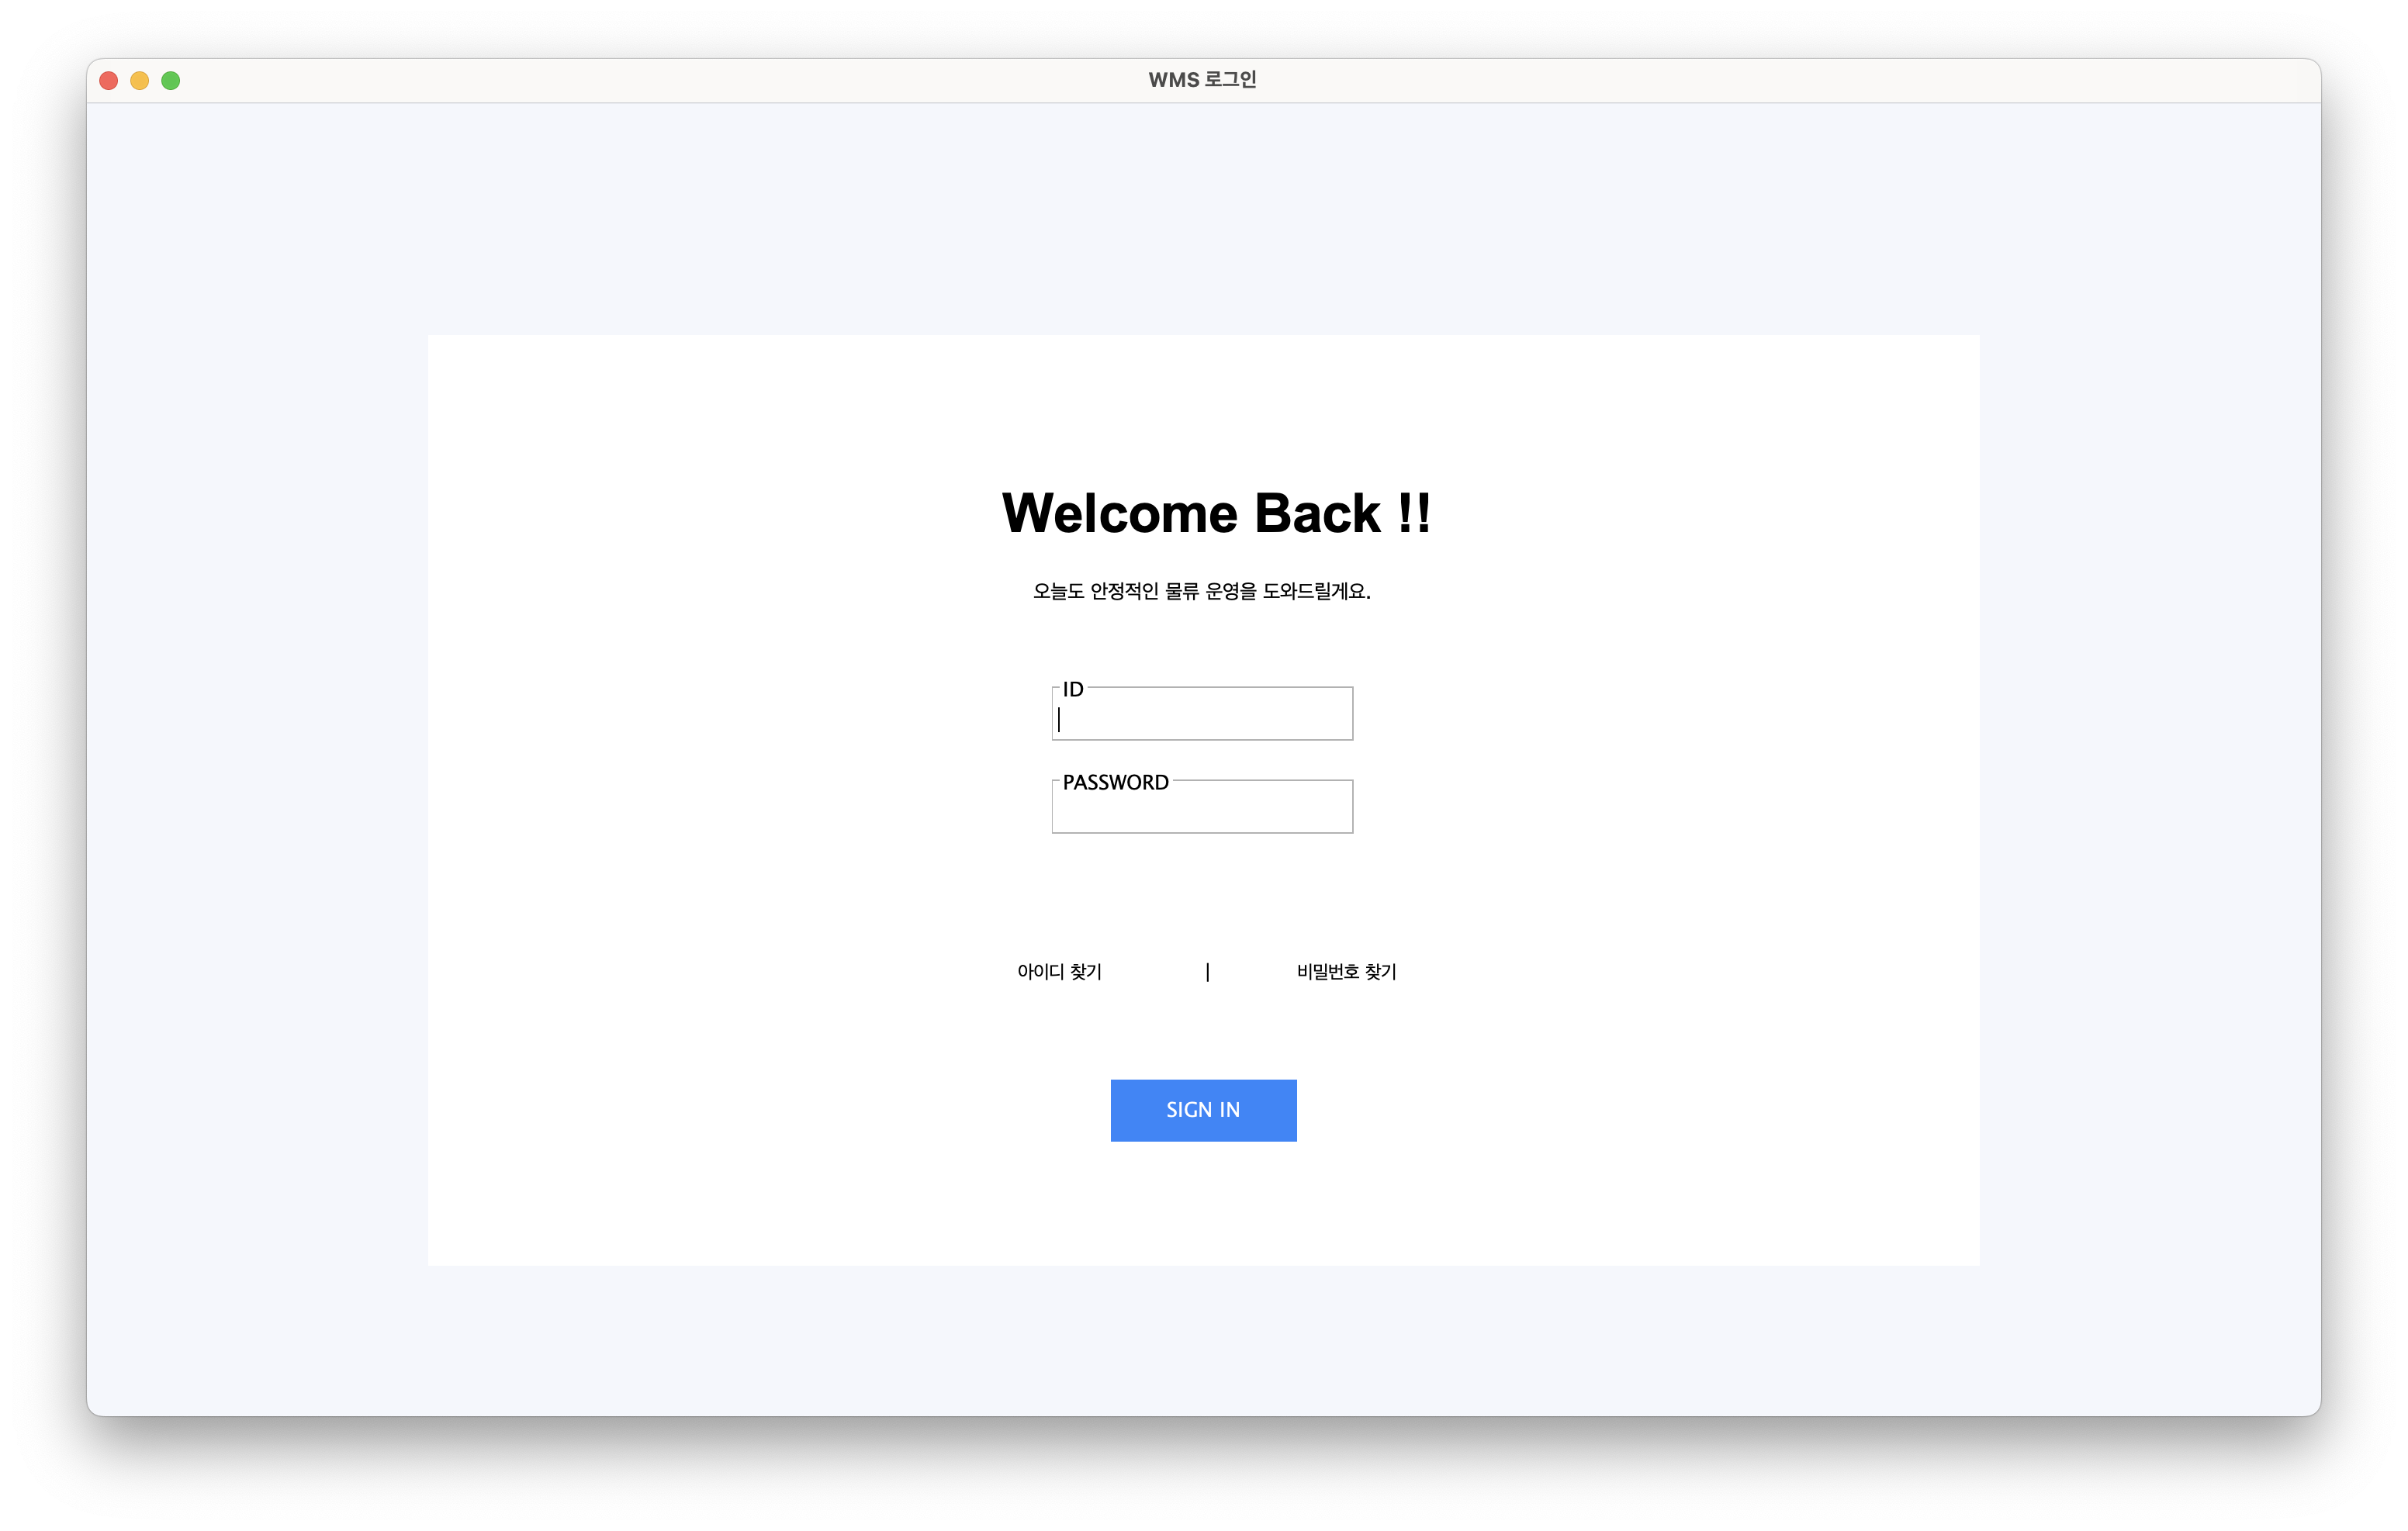 WMS 로그인
Welcome Back !!
오늘도 안정적인 물류 운영을 도와드릴게요.
ID
PASSWORD
아이디 찾기 | 비밀번호 찾기
SIGN IN